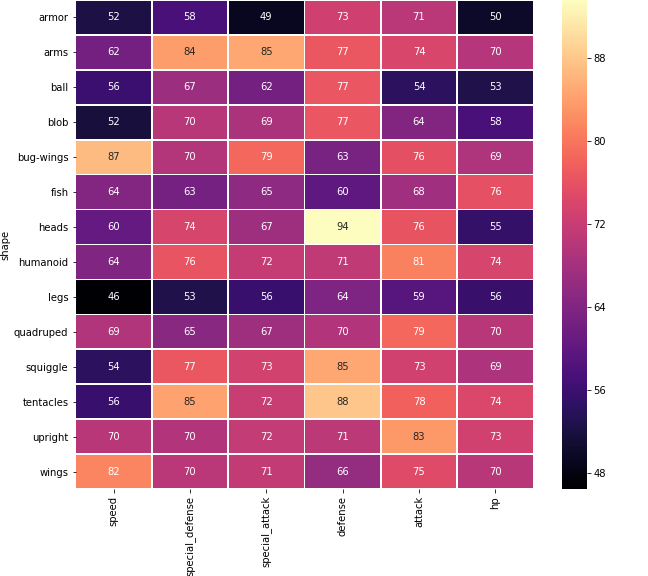 armor 52 58 49 73 71 50
arms 62 84 85 77 74 70
ball 56 67 62 77 54 53
blob 52 70 69 77 64 58
bug-wings 87 70 79 63 76 69
fish 64 63 65 60 68 76
heads 60 74 67 94 76 55
humanoid 64 76 72 71 81 74
legs 46 53 56 64 59 56
quadruped 69 65 67 70 79 70
squiggle 54 77 73 85 73 69
tentacles 56 85 72 88 78 74
upright 70 70 72 71 83 73
wings 82 70 71 66 75 70
shape
speed special_defense special_attack defense attack hp
88
80
72
64
56
48